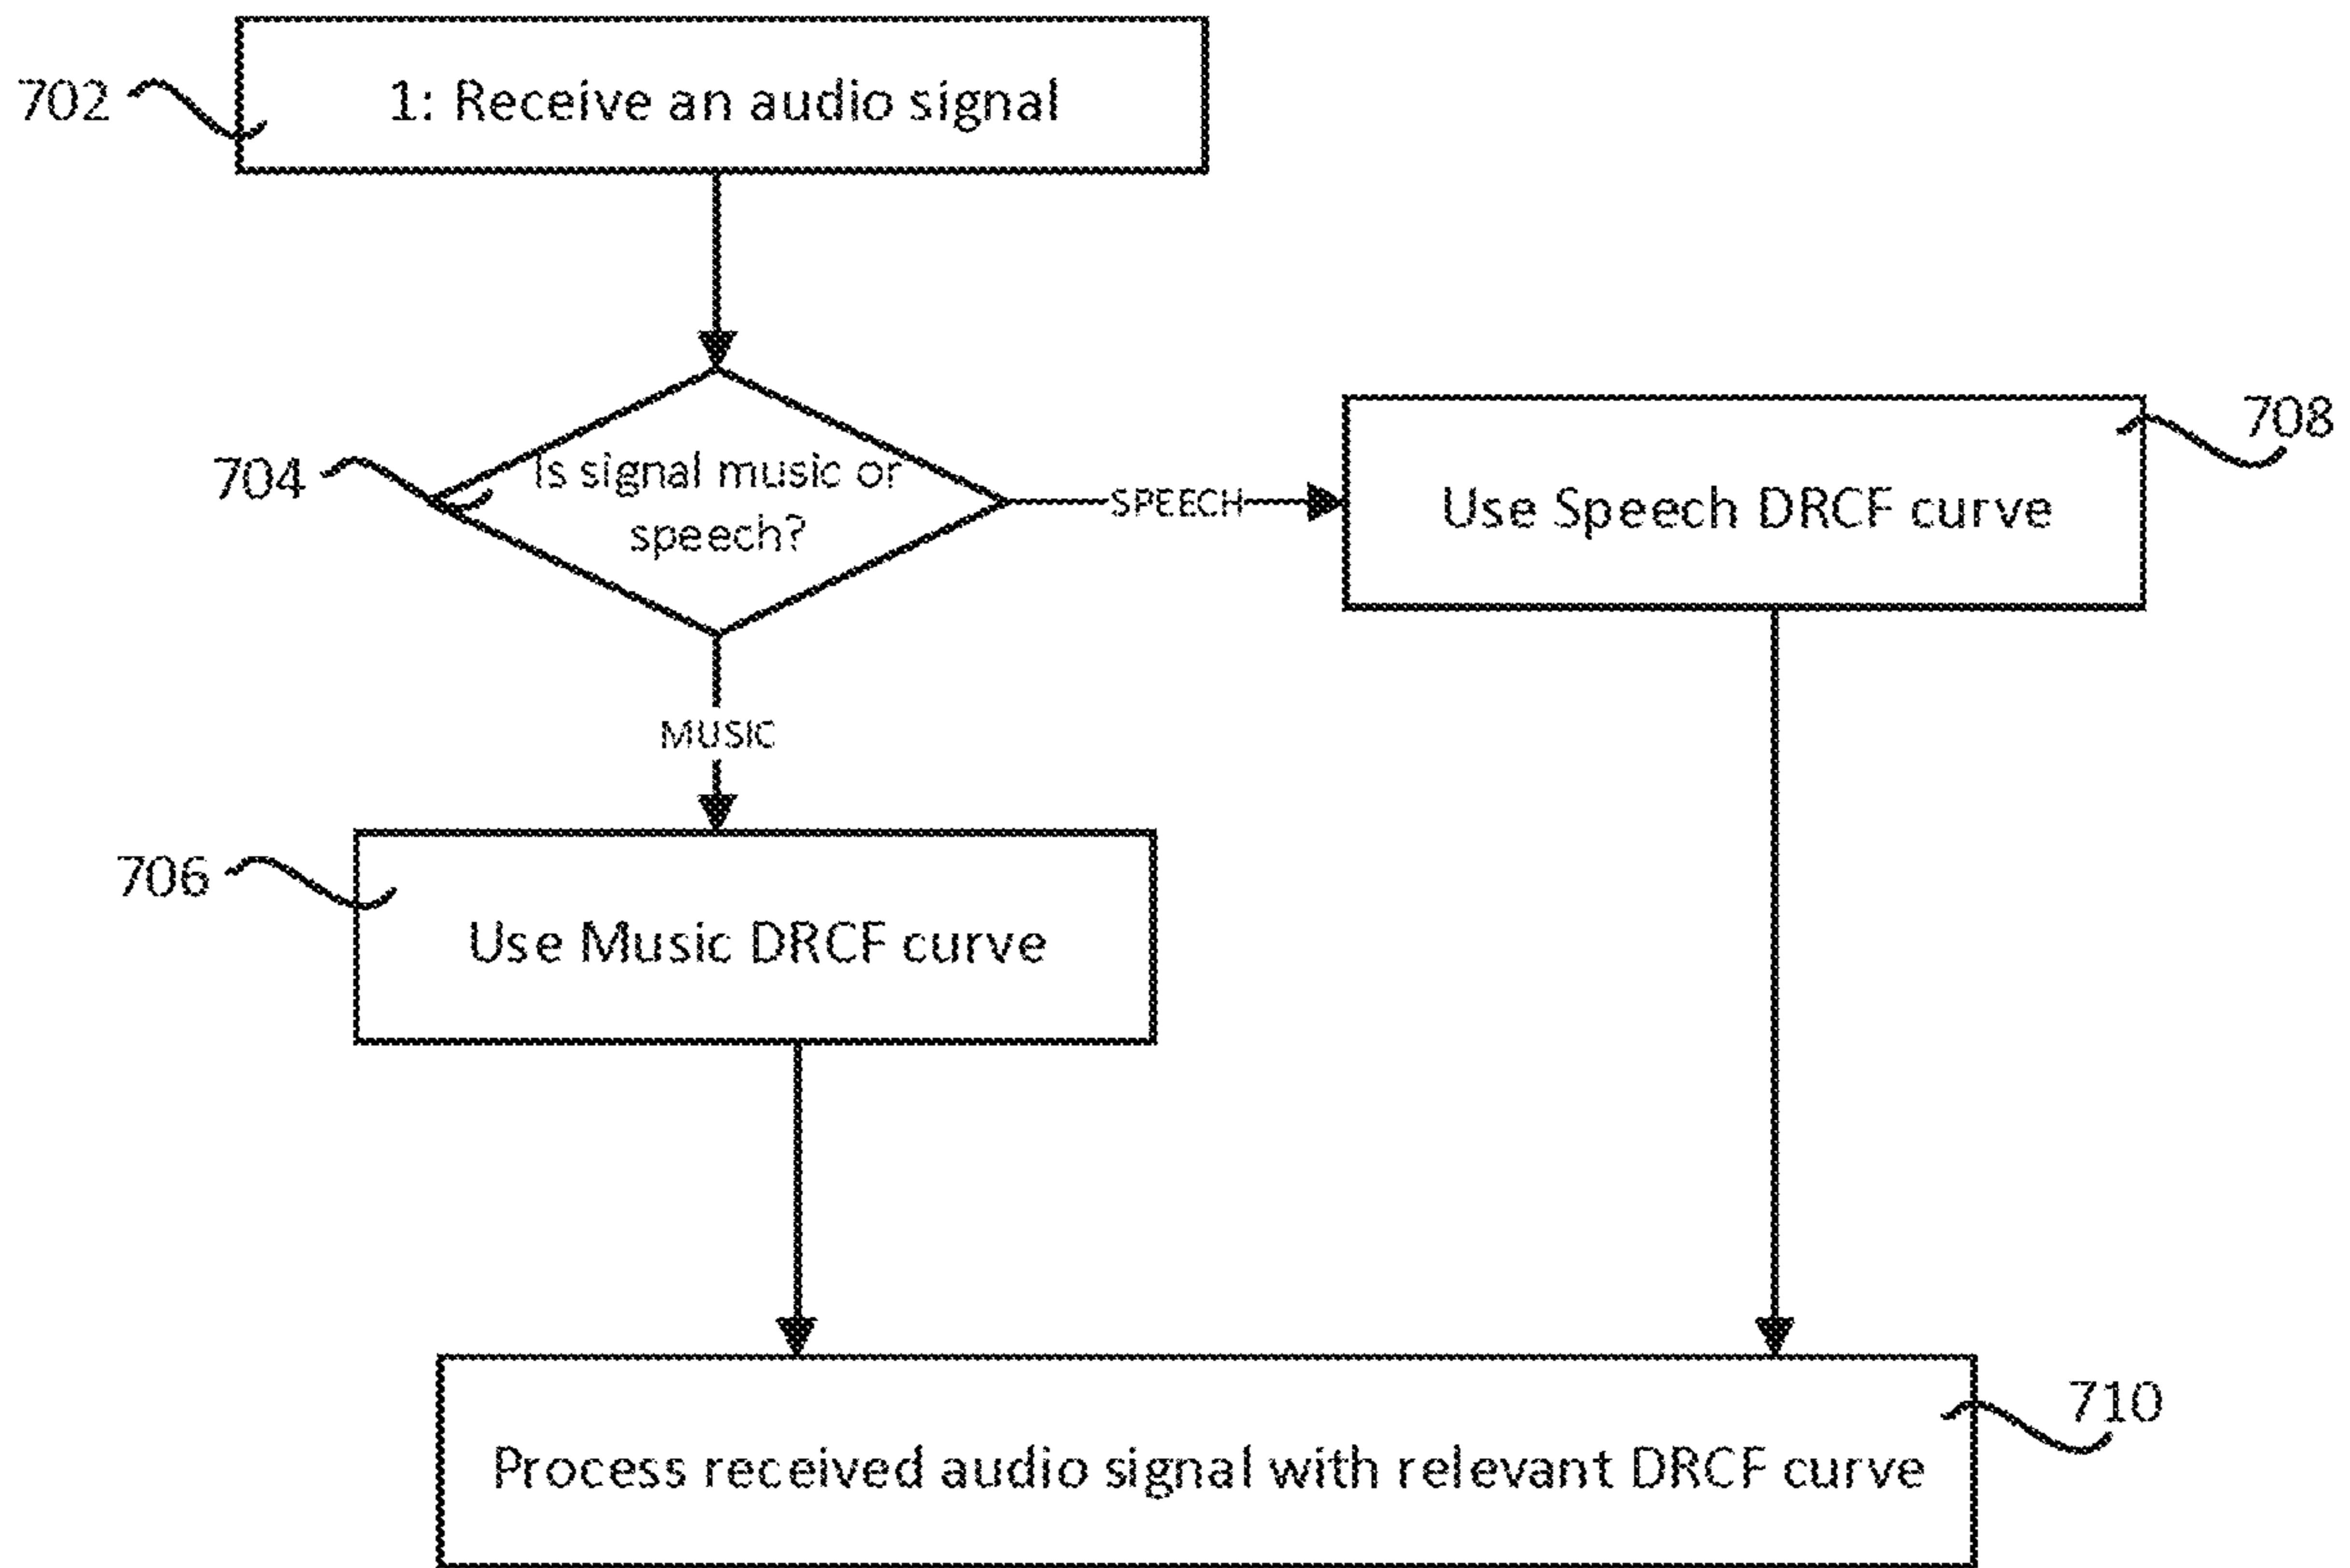 702
1: Receive an audio signal
704
Is signal music or
speech?
SPEECH
708
Use Speech DRCF curve
MUSIC
706
Use Music DRCF curve
710
Process received audio signal with relevant DRCF curve